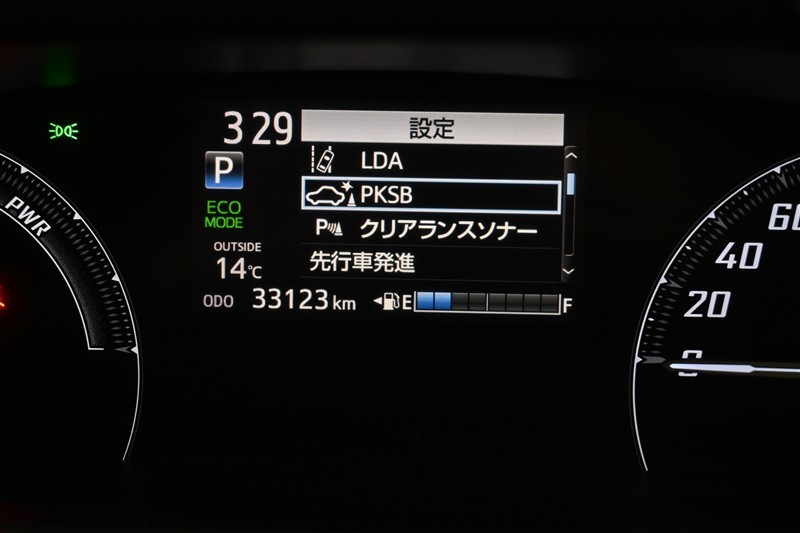 3 29
設定
P
LDA
PKSB
ECO
MODE
P クリアランスソナー
OUTSIDE
14℃
先行車発進
ODO 33123 km
E F
PWR
60
40
20
0